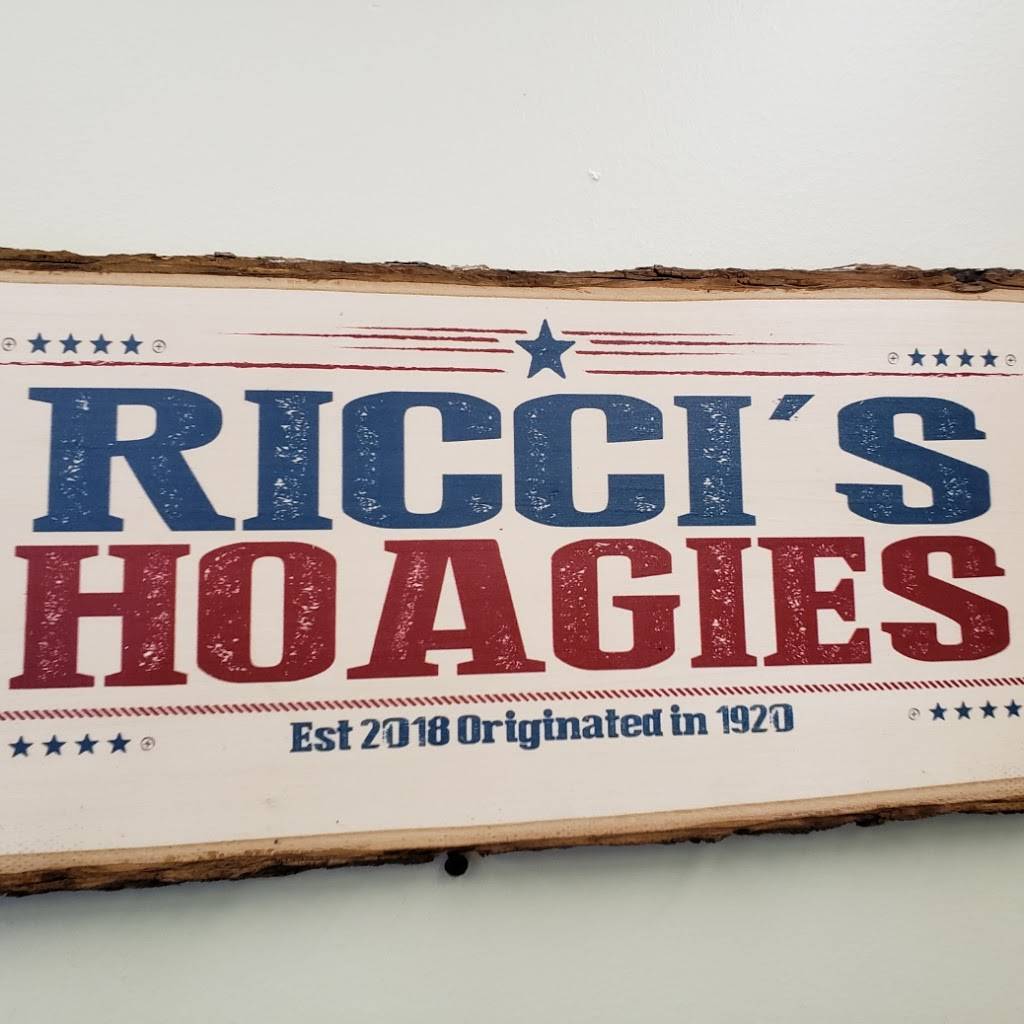 RICCI'S
HOAGIES
Est 2018 Originated in 1920